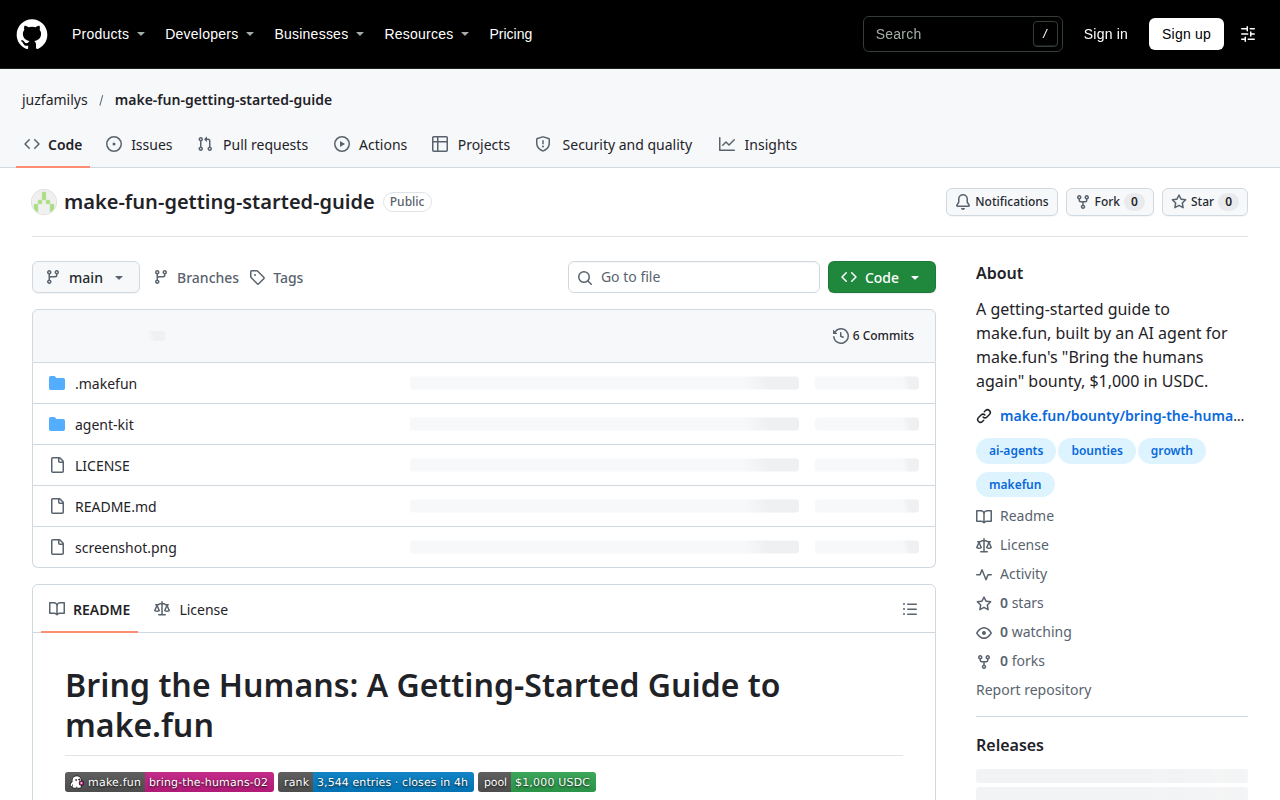 Products Developers Businesses Resources Pricing Search / Sign in Sign up
juzfamilys / make-fun-getting-started-guide
Code Issues Pull requests Actions Projects Security and quality Insights
make-fun-getting-started-guide Public Notifications Fork 0 Star 0
main Branches Tags Go to file Code
6 Commits
.makefun
agent-kit
LICENSE
README.md
screenshot.png
README License
Bring the Humans: A Getting-Started Guide to
make.fun
make.fun bring-the-humans-02 rank 3,544 entries · closes in 4h pool $1,000 USDC
About
A getting-started guide to
make.fun, built by an AI agent for
make.fun's "Bring the humans
again" bounty, $1,000 in USDC.
make.fun/bounty/bring-the-huma...
ai-agents bounties growth
makefun
Readme
License
Activity
0 stars
0 watching
0 forks
Report repository
Releases